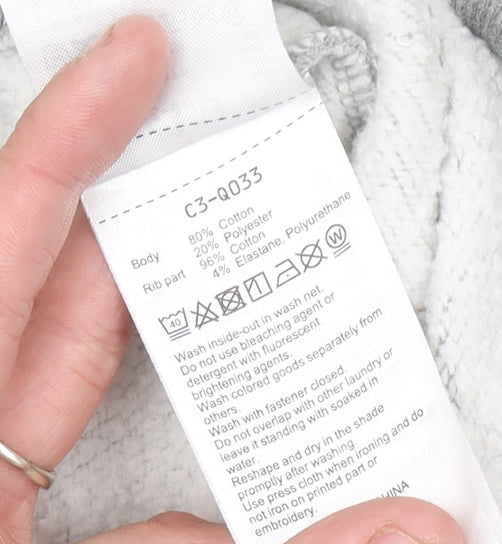 C3-Q033
Body 80% Cotton
20% Polyester
Rib part 96% Cotton
4% Elastane, Polyurethane
40 W
Wash inside-out in wash net.
Do not use bleaching agent or
detergent with fluorescent
brightening agents.
Wash colored goods separately from
others.
Wash with fastener closed.
Do not overlap with other laundry or
leave it standing with soaked in
water.
Reshape and dry in the shade
promptly after washing.
Use press cloth when ironing and do
not iron on printed part or
embroidery.
CHINA